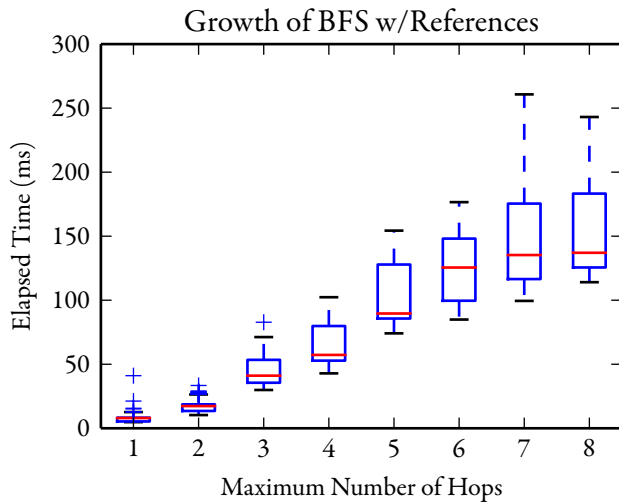 Growth of BFS w/References
300
250
200
150
100
50
0
Elapsed Time (ms)
1 2 3 4 5 6 7 8
Maximum Number of Hops